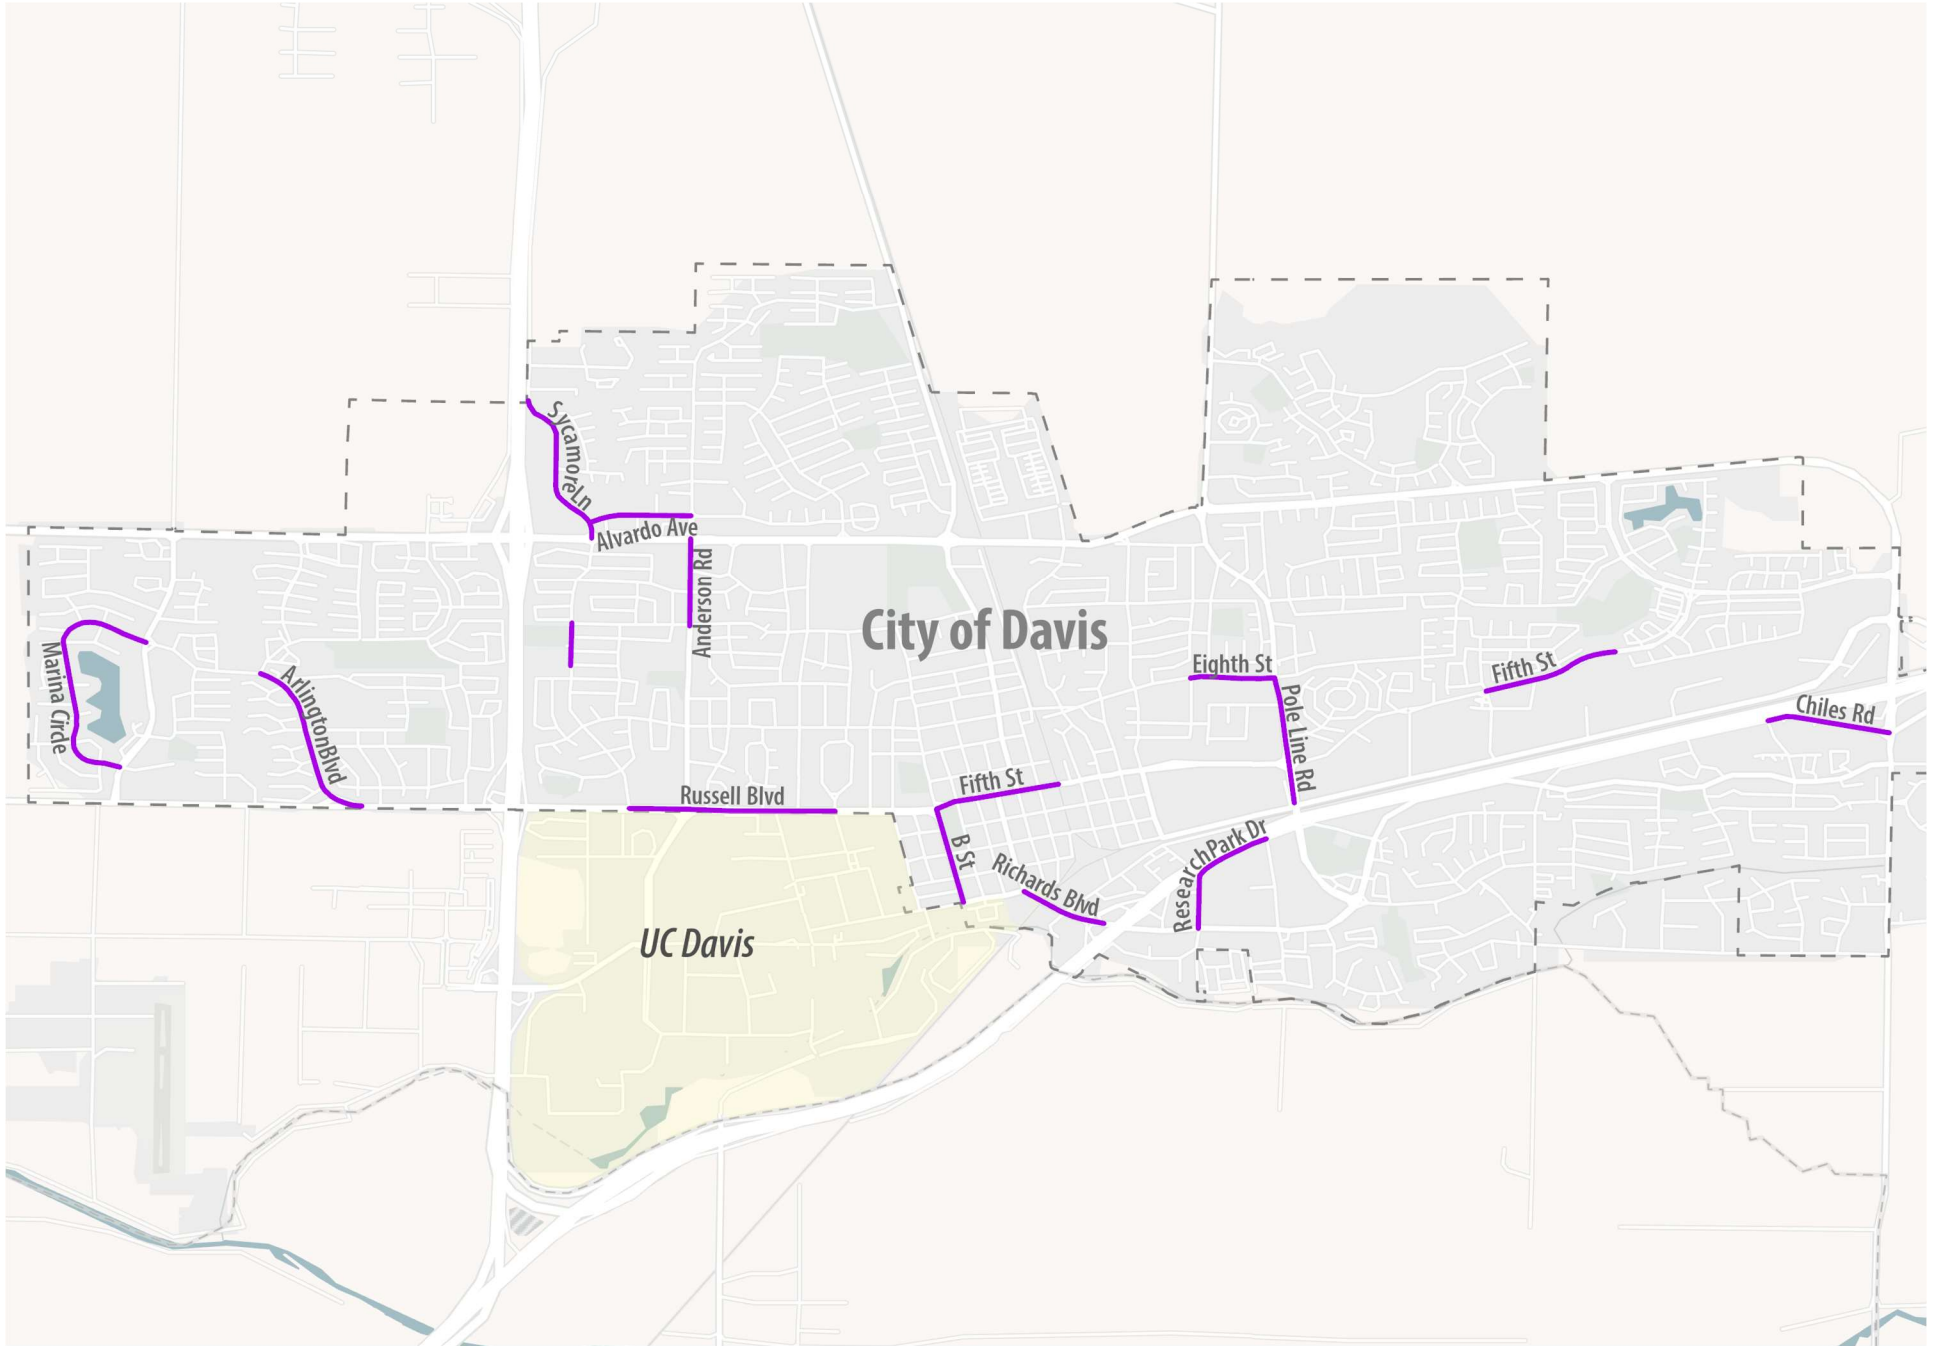 Sycamore Ln
Alvardo Ave
Anderson Rd
City of Davis
Marina Circle
ArlingtonBlvd
Eighth St
Pole Line Rd
Fifth St
Chiles Rd
Russell Blvd
Fifth St
B St
Richards Blvd
ResearchPark Dr
UC Davis